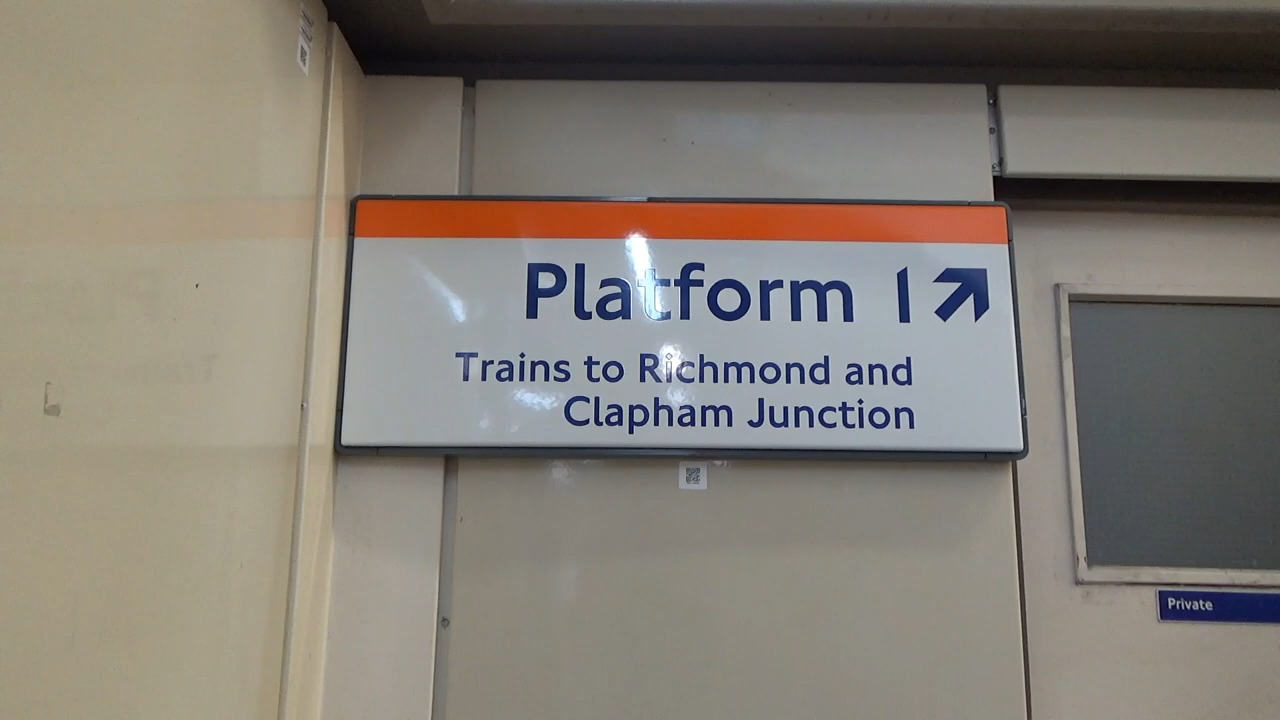 Platform 1
Trains to Richmond and
Clapham Junction
Private